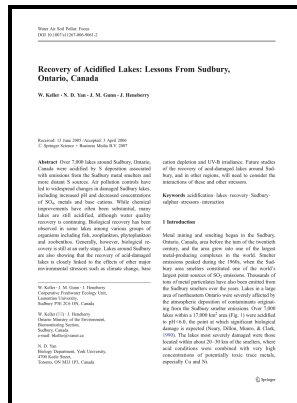 Water Air Soil Pollut: Focus
DOI 10.1007/s11267-006-9061-2
Recovery of Acidified Lakes: Lessons From Sudbury,
Ontario, Canada
W. Keller · N. D. Yan · J. M. Gunn · J. Heneberry
Received: 13 June 2005 / Accepted: 3 April 2006
© Springer Science + Business Media B.V. 2007
Abstract Over 7,000 lakes around Sudbury, Ontario,
Canada were acidified by S deposition associated
with emissions from the Sudbury metal smelters and
more distant S sources. Air pollution controls have
led to widespread changes in damaged Sudbury lakes,
including increased pH and decreased concentrations
of SO4, metals and base cations. While chemical
improvements have often been substantial, many
lakes are still acidified, although water quality
recovery is continuing. Biological recovery has been
observed in some lakes among various groups of
organisms including fish, zooplankton, phytoplankton
and zoobenthos. Generally, however, biological re-
covery is still at an early stage. Lakes around Sudbury
are also showing that the recovery of acid-damaged
lakes is closely linked to the effects of other major
environmental stressors such as climate change, base
cation depletion and UV-B irradiance. Future studies
of the recovery of acid-damaged lakes around Sud-
bury, and in other regions, will need to consider the
interactions of these and other stressors.
Keywords acidification · lakes · recovery · Sudbury ·
sulphur · stressors · interaction
1 Introduction
Metal mining and smelting began in the Sudbury,
Ontario, Canada, area before the turn of the twentieth
century, and the area grew into one of the largest
metal-producing complexes in the world. Smelter
emissions peaked during the 1960s, when the Sud-
bury area smelters constituted one of the world's
largest point sources of SO2 emissions. Thousands of
tons of metal particulates have also been emitted from
the Sudbury smelters over the years. Lakes in a large
area of northeastern Ontario were severely affected by
the atmospheric deposition of contaminants originat-
ing from the Sudbury smelter emissions. Over 7,000
lakes within a 17,000 km2 area (Fig. 1) were acidified
to pH<6.0, the point at which significant biological
damage is expected (Neary, Dillon, Munro, & Clark,
1990). The lakes most severely damaged were those
located within about 20–30 km of the smelters, where
acid conditions were combined with very high
concentrations of potentially toxic trace metals,
especially Cu and Ni.
W. Keller · J. M. Gunn · J. Heneberry
Cooperative Freshwater Ecology Unit,
Laurentian University,
Sudbury P3E 2C6 ON, Canada
W. Keller
Ontario Ministry of the Environment,
Biomonitoring Section,
Sudbury, Canada
N. D. Yan
Biology Department, York University,
4700 Keele Street,
Toronto, ON M3J 1P3, Canada
Springer